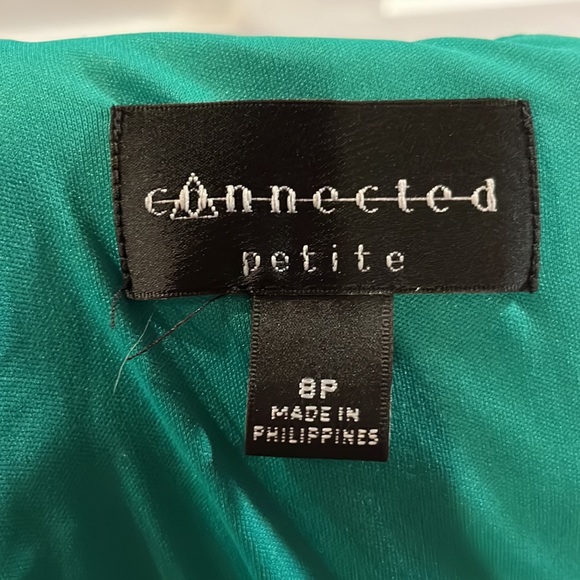 connected
petite
8P
MADE IN
PHILIPPINES